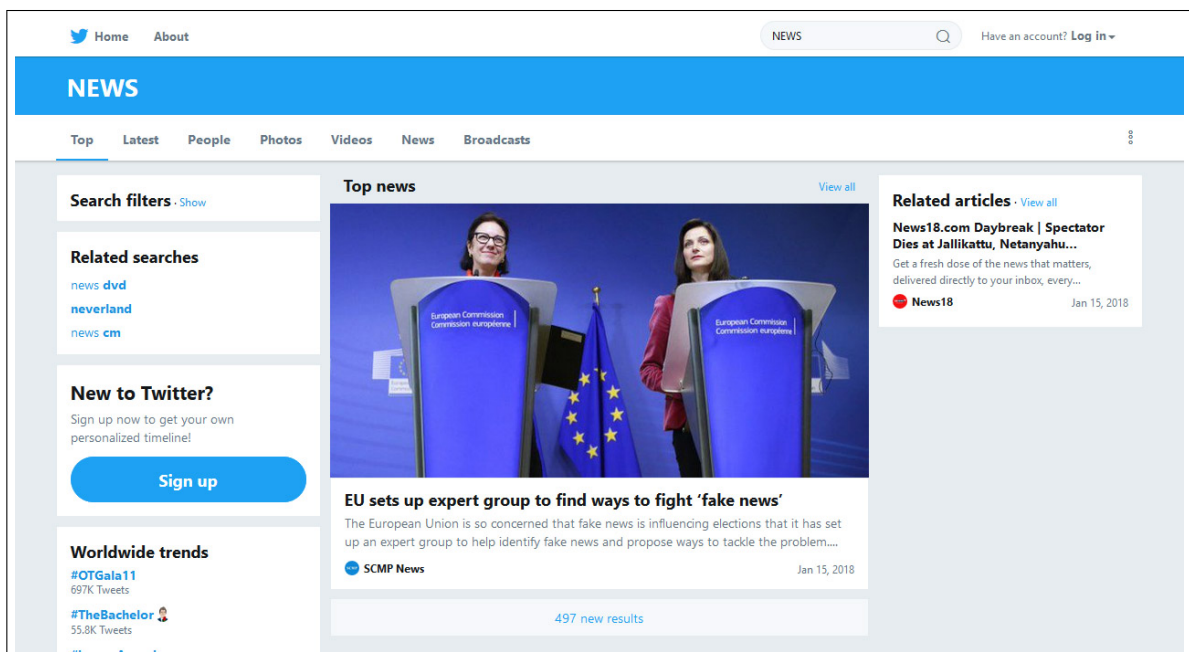 Home About NEWS Have an account? Log in
NEWS
Top Latest People Photos Videos News Broadcasts
Search filters · Show
Related searches
news dvd
neverland
news cm
New to Twitter?
Sign up now to get your own
personalized timeline!
Sign up
Worldwide trends
#OTGala11
697K Tweets
#TheBachelor
55.8K Tweets
Top news View all
European Commission
Commission européenne
European Commission
Commission européenne
EU sets up expert group to find ways to fight ‘fake news’
The European Union is so concerned that fake news is influencing elections that it has set
up an expert group to help identify fake news and propose ways to tackle the problem....
SCMP News Jan 15, 2018
497 new results
Related articles · View all
News18.com Daybreak | Spectator
Dies at Jallikattu, Netanyahu...
Get a fresh dose of the news that matters,
delivered directly to your inbox, every...
News18 Jan 15, 2018